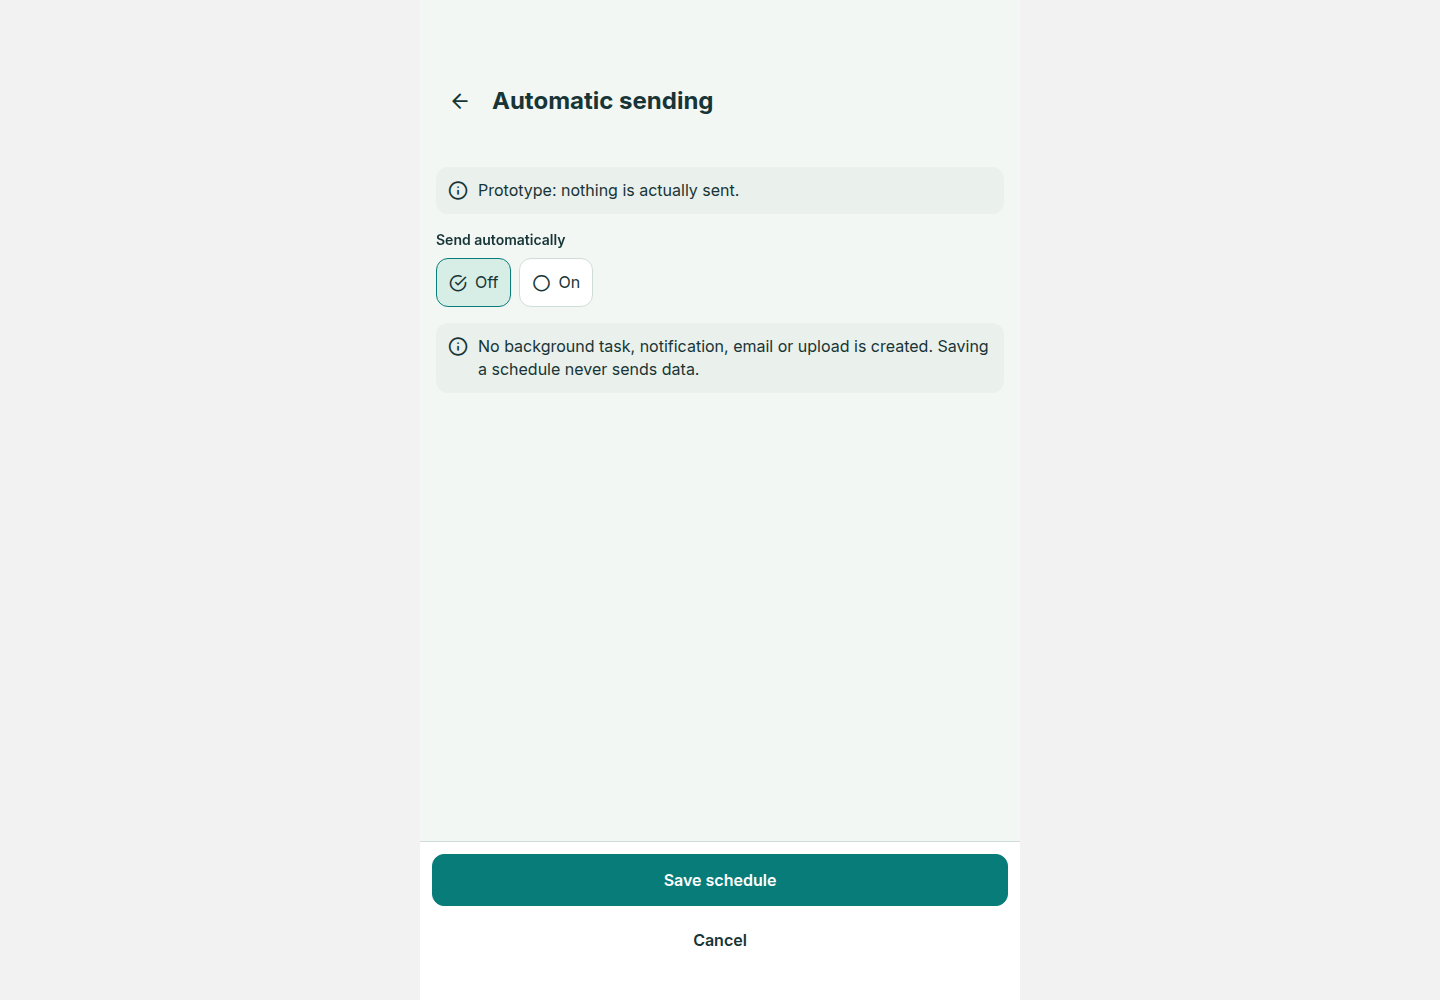 Automatic sending
Prototype: nothing is actually sent.
Send automatically
Off
On
No background task, notification, email or upload is created. Saving
a schedule never sends data.
Save schedule
Cancel